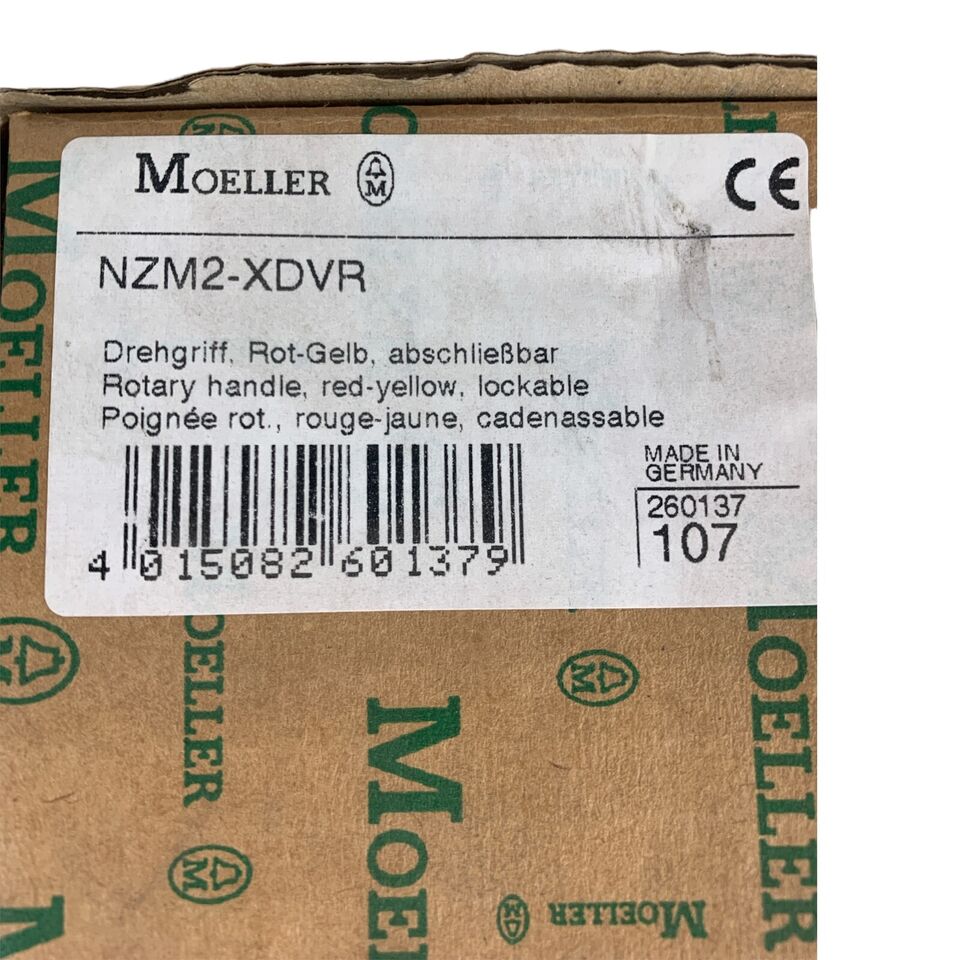 MOELLER
CE
NZM2-XDVR
Drehgriff, Rot-Gelb, abschließbar
Rotary handle, red-yellow, lockable
Poignée rot., rouge-jaune, cadenassable
MADE IN
GERMANY
260137
107
4 015082 601379
MOELLER
MOELLER
MOELLER
MOELLER
MOELLER